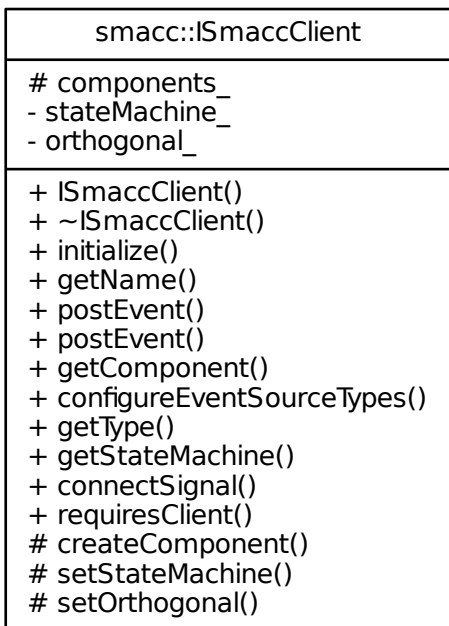 smacc::ISmaccClient
# components_
- stateMachine_
- orthogonal_
+ ISmaccClient()
+ ~ISmaccClient()
+ initialize()
+ getName()
+ postEvent()
+ postEvent()
+ getComponent()
+ configureEventSourceTypes()
+ getType()
+ getStateMachine()
+ connectSignal()
+ requiresClient()
# createComponent()
# setStateMachine()
# setOrthogonal()